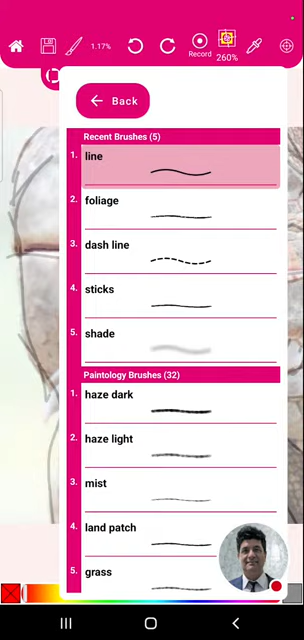 1.17%
Record
260%
Back
Recent Brushes (5)
1. line
2. foliage
3. dash line
4. sticks
5. shade
Paintology Brushes (32)
1. haze dark
2. haze light
3. mist
4. land patch
5. grass